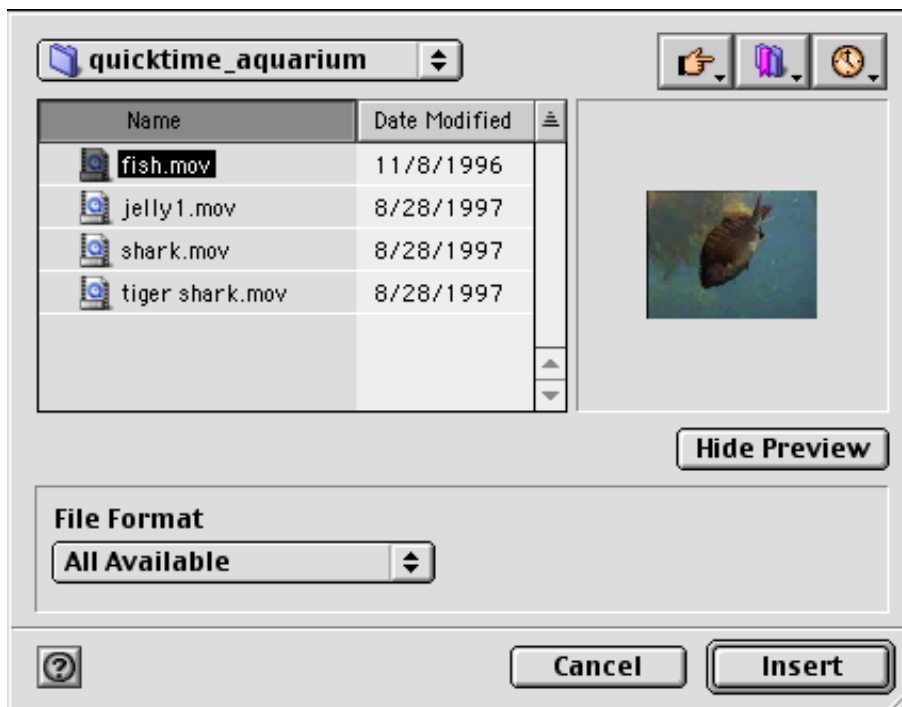 quicktime_aquarium
Name Date Modified
fish.mov 11/8/1996
jelly1.mov 8/28/1997
shark.mov 8/28/1997
tiger shark.mov 8/28/1997
Hide Preview
File Format
All Available
? Cancel Insert